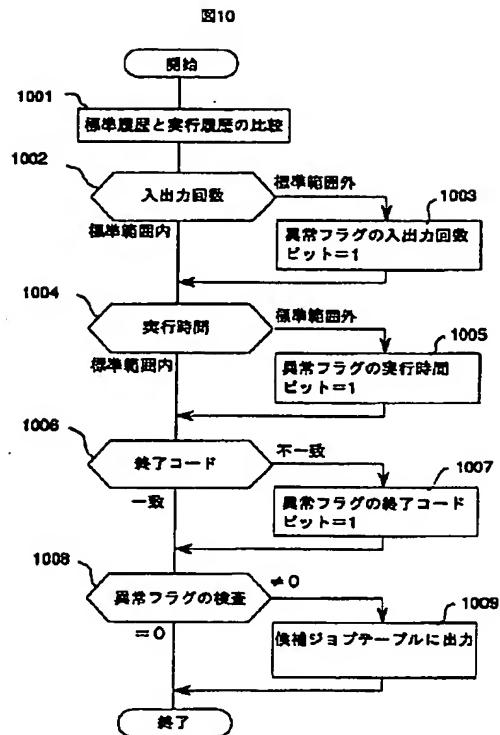 図10
開始
1001
標準履歴と実行履歴の比較
1002
入出力回数
標準範囲外
標準範囲内
1003
異常フラグの入出力回数
ビット=1
1004
実行時間
標準範囲外
標準範囲内
1005
異常フラグの実行時間
ビット=1
1006
終了コード
不一致
一致
1007
異常フラグの終了コード
ビット=1
1008
異常フラグの検査
≠0
=0
1009
候補ジョブテーブルに出力
終了